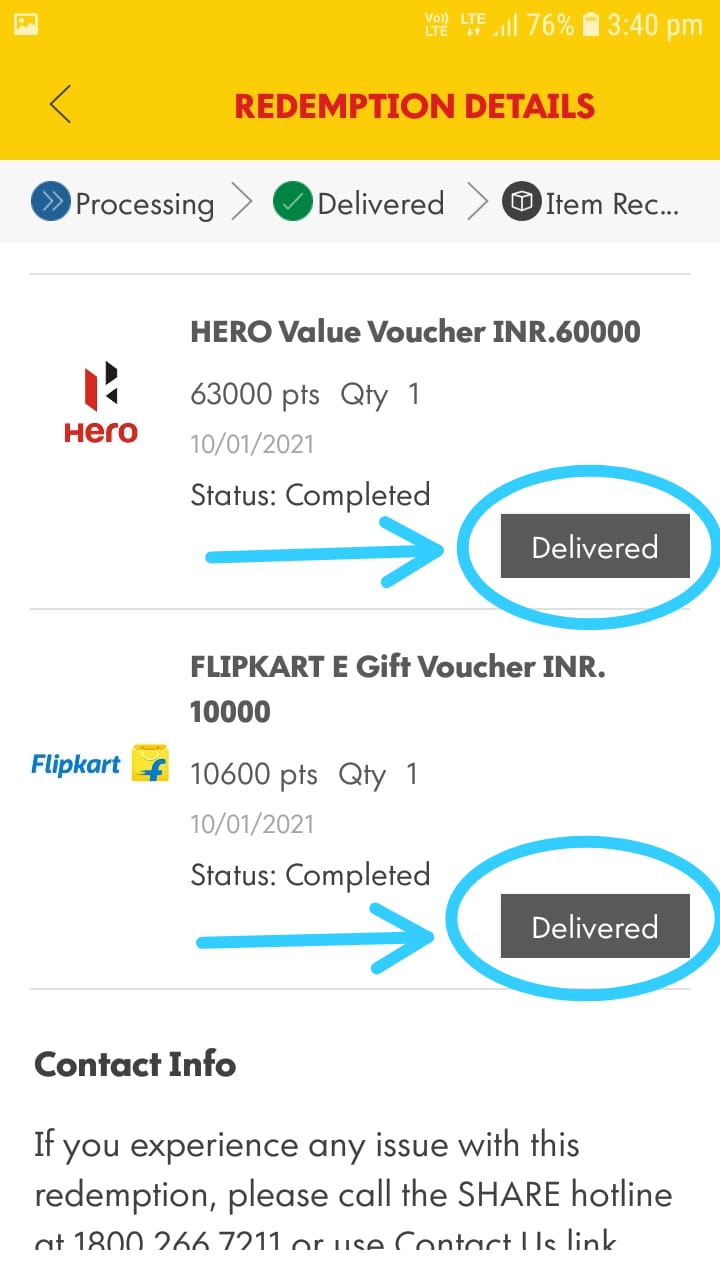 Vo)) LTE LTE 76% 3:40 pm
REDEMPTION DETAILS
Processing Delivered Item Rec...
HERO Value Voucher INR.60000
63000 pts Qty 1
Hero
10/01/2021
Status: Completed
Delivered
FLIPKART E Gift Voucher INR.
10000
Flipkart
10600 pts Qty 1
10/01/2021
Status: Completed
Delivered
Contact Info
If you experience any issue with this
redemption, please call the SHARE hotline
at 1800 266 7211 or use Contact Us link